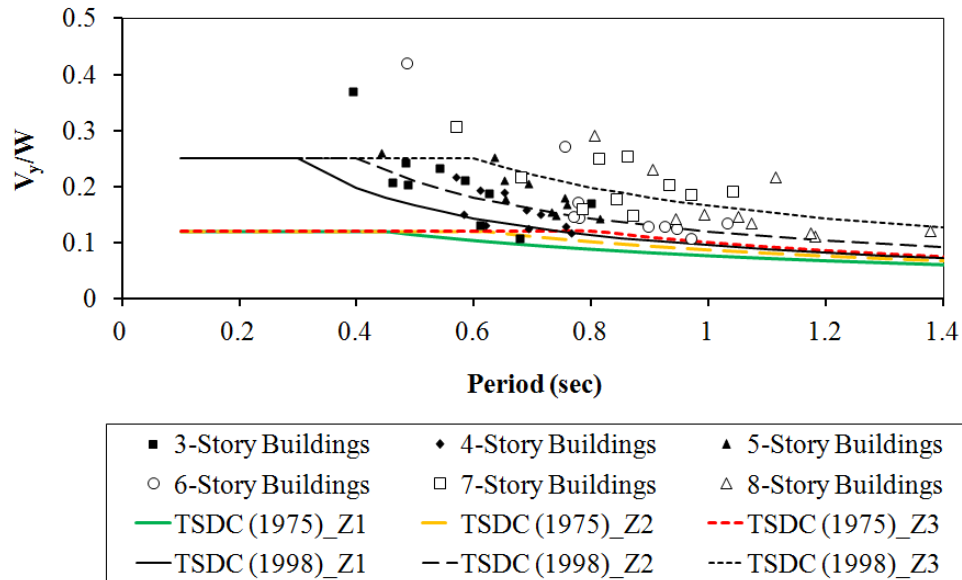 0.5
0.4
0.3
0.2
0.1
0
Vy/W
0 0.2 0.4 0.6 0.8 1 1.2 1.4
Period (sec)
3-Story Buildings 4-Story Buildings 5-Story Buildings
6-Story Buildings 7-Story Buildings 8-Story Buildings
TSDC (1975)_Z1 TSDC (1975)_Z2 TSDC (1975)_Z3
TSDC (1998)_Z1 TSDC (1998)_Z2 TSDC (1998)_Z3